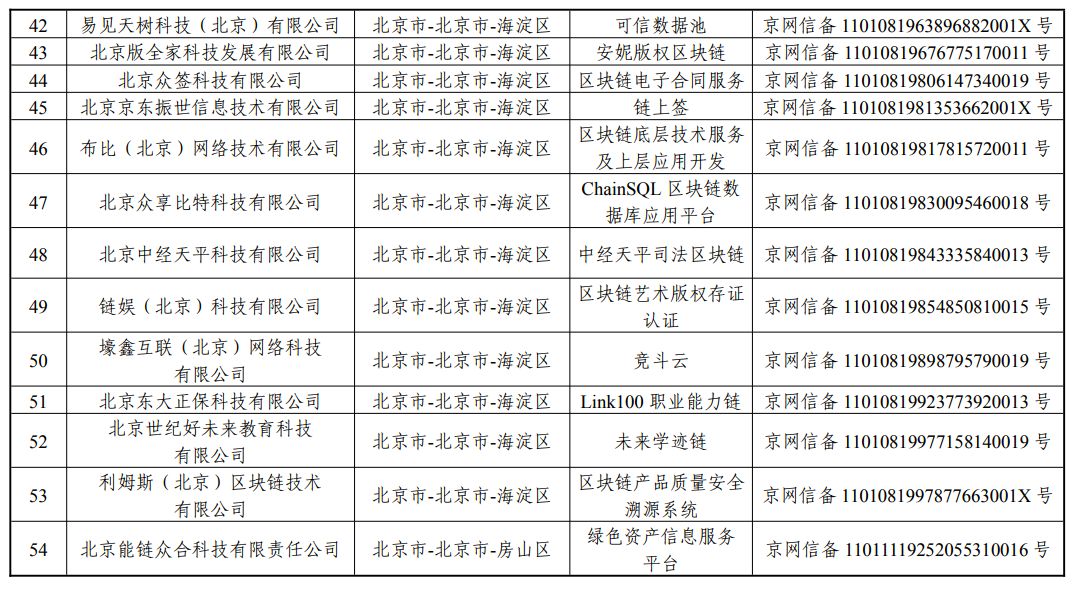 42 易见天树科技（北京）有限公司 北京市-北京市-海淀区 可信数据池 京网信备 1101081963896882001X 号
43 北京版全家科技发展有限公司 北京市-北京市-海淀区 安妮版权区块链 京网信备 11010819676775170011 号
44 北京众签科技有限公司 北京市-北京市-海淀区 区块链电子合同服务 京网信备 11010819806147340019 号
45 北京京东振世信息技术有限公司 北京市-北京市-海淀区 链上签 京网信备 1101081981353662001X 号
46 布比（北京）网络技术有限公司 北京市-北京市-海淀区 区块链底层技术服务
及上层应用开发 京网信备 11010819817815720011 号
47 北京众享比特科技有限公司 北京市-北京市-海淀区 ChainSQL 区块链数
据库应用平台 京网信备 11010819830095460018 号
48 北京中经天平科技有限公司 北京市-北京市-海淀区 中经天平司法区块链 京网信备 11010819843335840013 号
49 链娱（北京）科技有限公司 北京市-北京市-海淀区 区块链艺术版权存证
认证 京网信备 11010819854850810015 号
50 壕鑫互联（北京）网络科技
有限公司 北京市-北京市-海淀区 竞斗云 京网信备 11010819898795790019 号
51 北京东大正保科技有限公司 北京市-北京市-海淀区 Link100 职业能力链 京网信备 11010819923773920013 号
52 北京世纪好未来教育科技
有限公司 北京市-北京市-海淀区 未来学迹链 京网信备 11010819977158140019 号
53 利姆斯（北京）区块链技术
有限公司 北京市-北京市-海淀区 区块链产品质量安全
溯源系统 京网信备 1101081997877663001X 号
54 北京能链众合科技有限责任公司 北京市-北京市-房山区 绿色资产信息服务
平台 京网信备 11011119252055310016 号